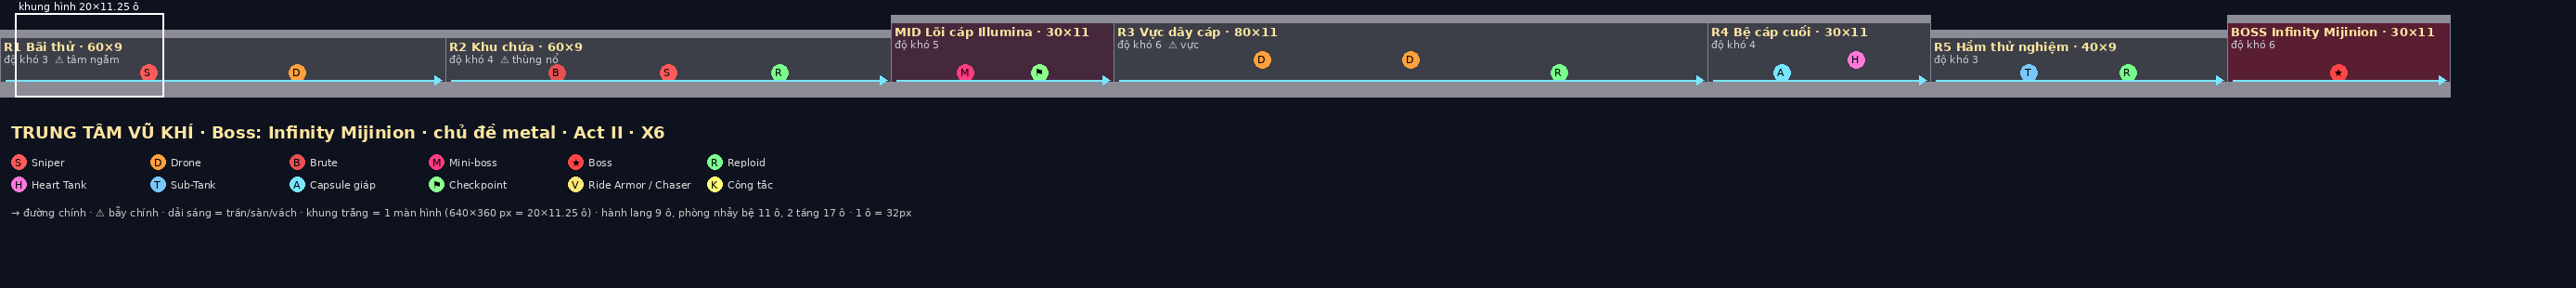 khung hình 20×11.25 ô
R1 Bãi thử · 60×9
độ khó 3 ⚠ tâm ngắm
S
D
R2 Khu chứa · 60×9
độ khó 4 ⚠ thùng nổ
B
S
R
MID Lõi cáp Illumina · 30×11
độ khó 5
M
⚑
R3 Vực dây cáp · 80×11
độ khó 6 ⚠ vực
D
D
R
R4 Bệ cáp cuối · 30×11
độ khó 4
A
H
R5 Hầm thử nghiệm · 40×9
độ khó 3
T
R
BOSS Infinity Mijinion · 30×11
độ khó 6
★
TRUNG TÂM VŨ KHÍ · Boss: Infinity Mijinion · chủ đề metal · Act II · X6
S Sniper D Drone B Brute M Mini-boss ★ Boss R Reploid
H Heart Tank T Sub-Tank A Capsule giáp ⚑ Checkpoint V Ride Armor / Chaser K Công tắc
→ đường chính · ⚠ bẫy chính · dải sáng = trần/sàn/vách · khung trắng = 1 màn hình (640×360 px = 20×11.25 ô) · hành lang 9 ô, phòng nhảy bệ 11 ô, 2 tầng 17 ô · 1 ô = 32px